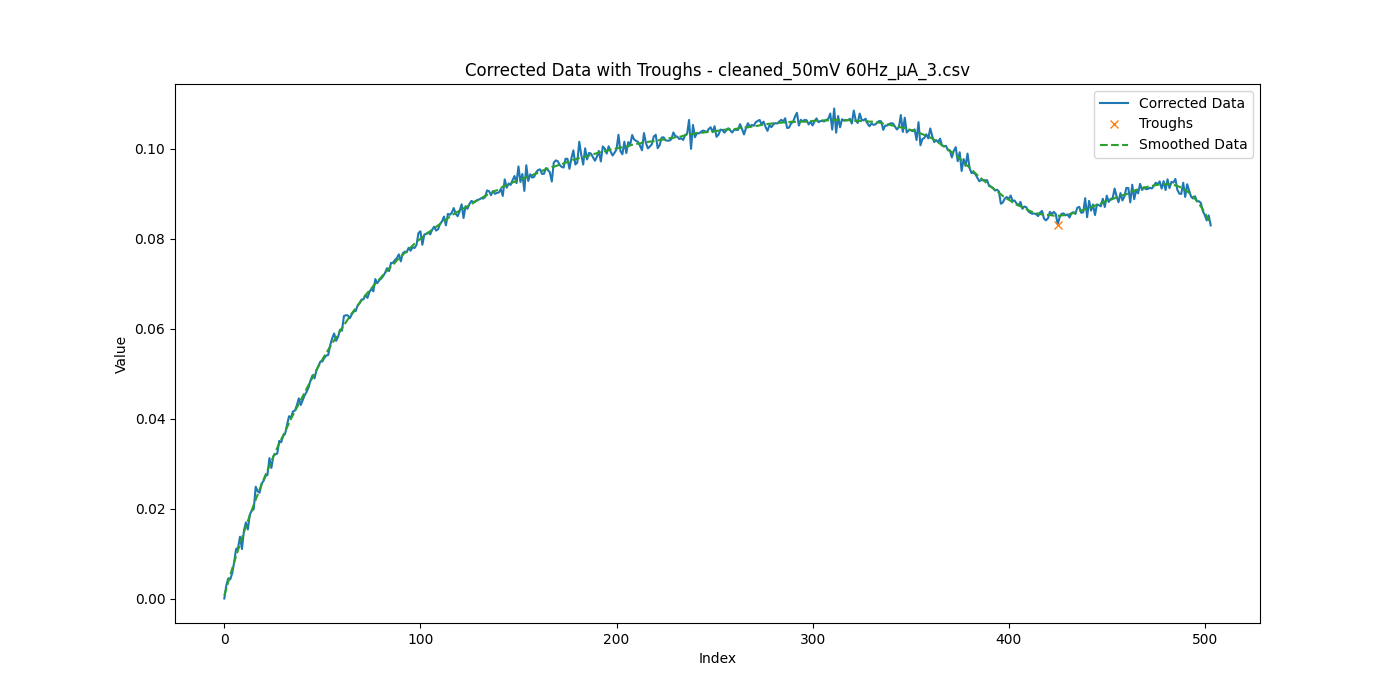 Corrected Data with Troughs - cleaned_50mV 60Hz_μA_3.csv
Corrected Data
Troughs
Smoothed Data
Value
0.10
0.08
0.06
0.04
0.02
0.00
0 100 200 300 400 500
Index